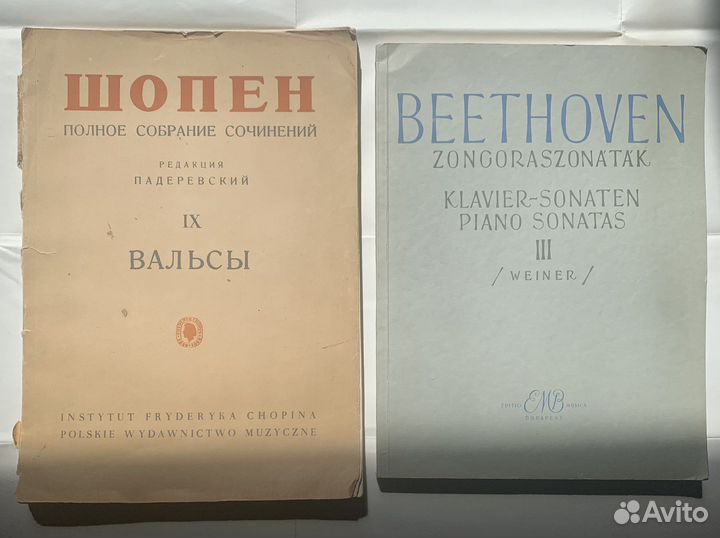 ШОПЕН
ПОЛНОЕ СОБРАНИЕ СОЧИНЕНИЙ
РЕДАКЦИЯ
ПАДЕРЕВСКИЙ
IX
ВАЛЬСЫ
INSTYTUT FRYDERYKA CHOPINA
POLSKIE WYDAWNICTWO MUZYCZNE
BEETHOVEN
ZONGORASZONÁTÁK
KLAVIER-SONATEN
PIANO SONATAS
III
/ WEINER /
EDITIO EMB MUSICA
BUDAPEST
Avito